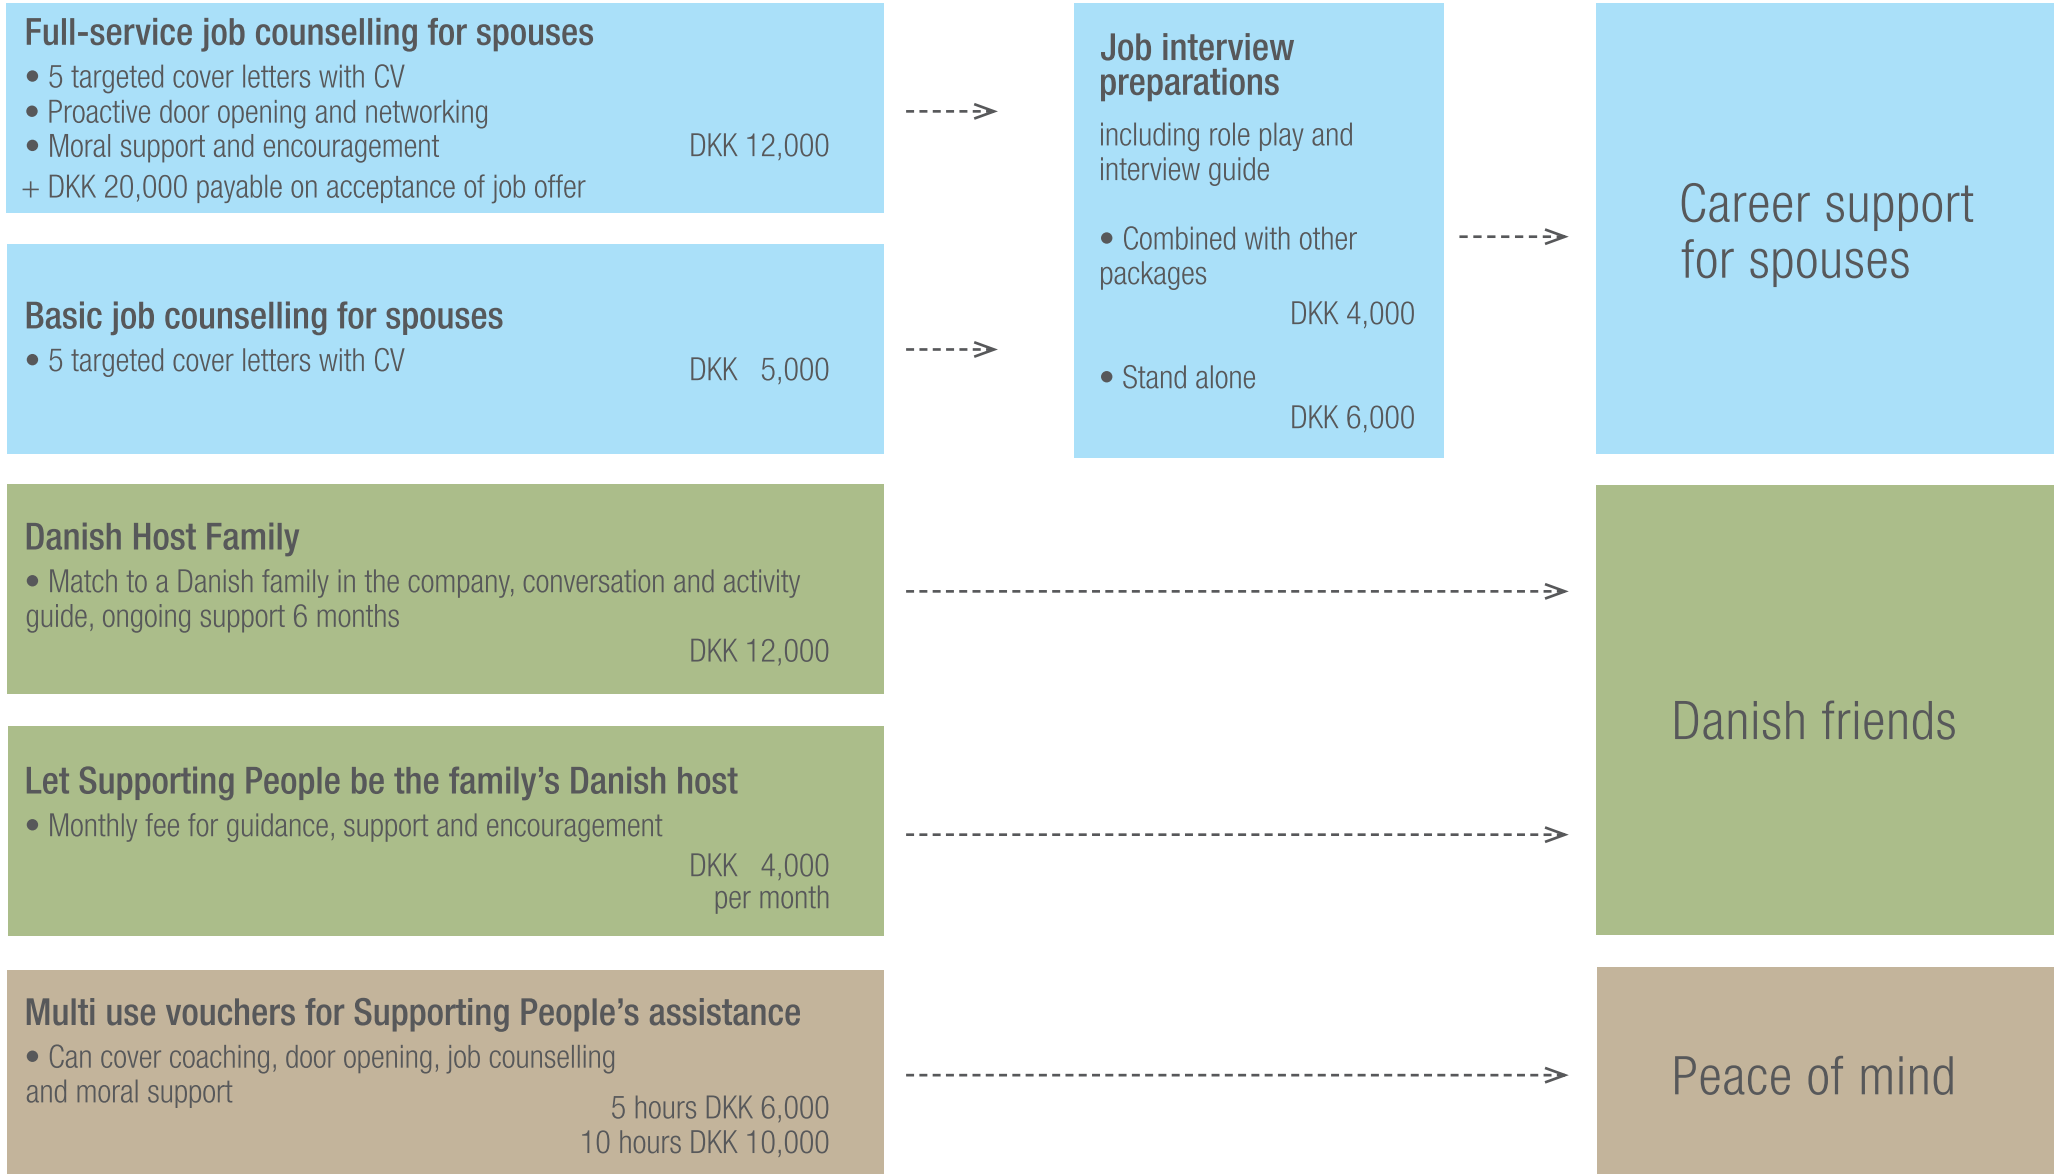 Full-service job counselling for spouses
• 5 targeted cover letters with CV
• Proactive door opening and networking
• Moral support and encouragement DKK 12,000
+ DKK 20,000 payable on acceptance of job offer
Job interview
preparations
including role play and
interview guide
• Combined with other
packages
DKK 4,000
• Stand alone
DKK 6,000
Career support
for spouses
Basic job counselling for spouses
• 5 targeted cover letters with CV
DKK 5,000
Danish Host Family
• Match to a Danish family in the company, conversation and activity
guide, ongoing support 6 months
DKK 12,000
Let Supporting People be the family’s Danish host
• Monthly fee for guidance, support and encouragement
DKK 4,000
per month
Danish friends
Multi use vouchers for Supporting People’s assistance
• Can cover coaching, door opening, job counselling
and moral support
5 hours DKK 6,000
10 hours DKK 10,000
Peace of mind